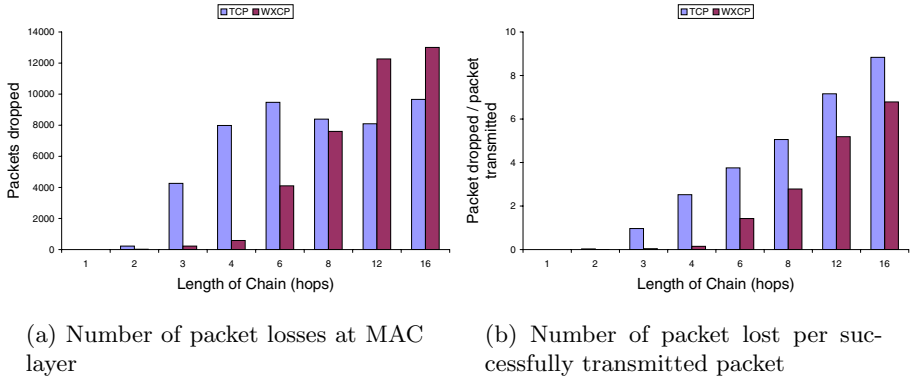 TCP WXCP
14000
12000
10000
8000
6000
4000
2000
0
Packets dropped
1 2 3 4 6 8 12 16
Length of Chain (hops)
(a) Number of packet losses at MAC
layer
TCP WXCP
10
8
6
4
2
0
Packet dropped / packet
transmitted
1 2 3 4 6 8 12 16
Length of Chain (hops)
(b) Number of packet lost per suc-
cessfully transmitted packet